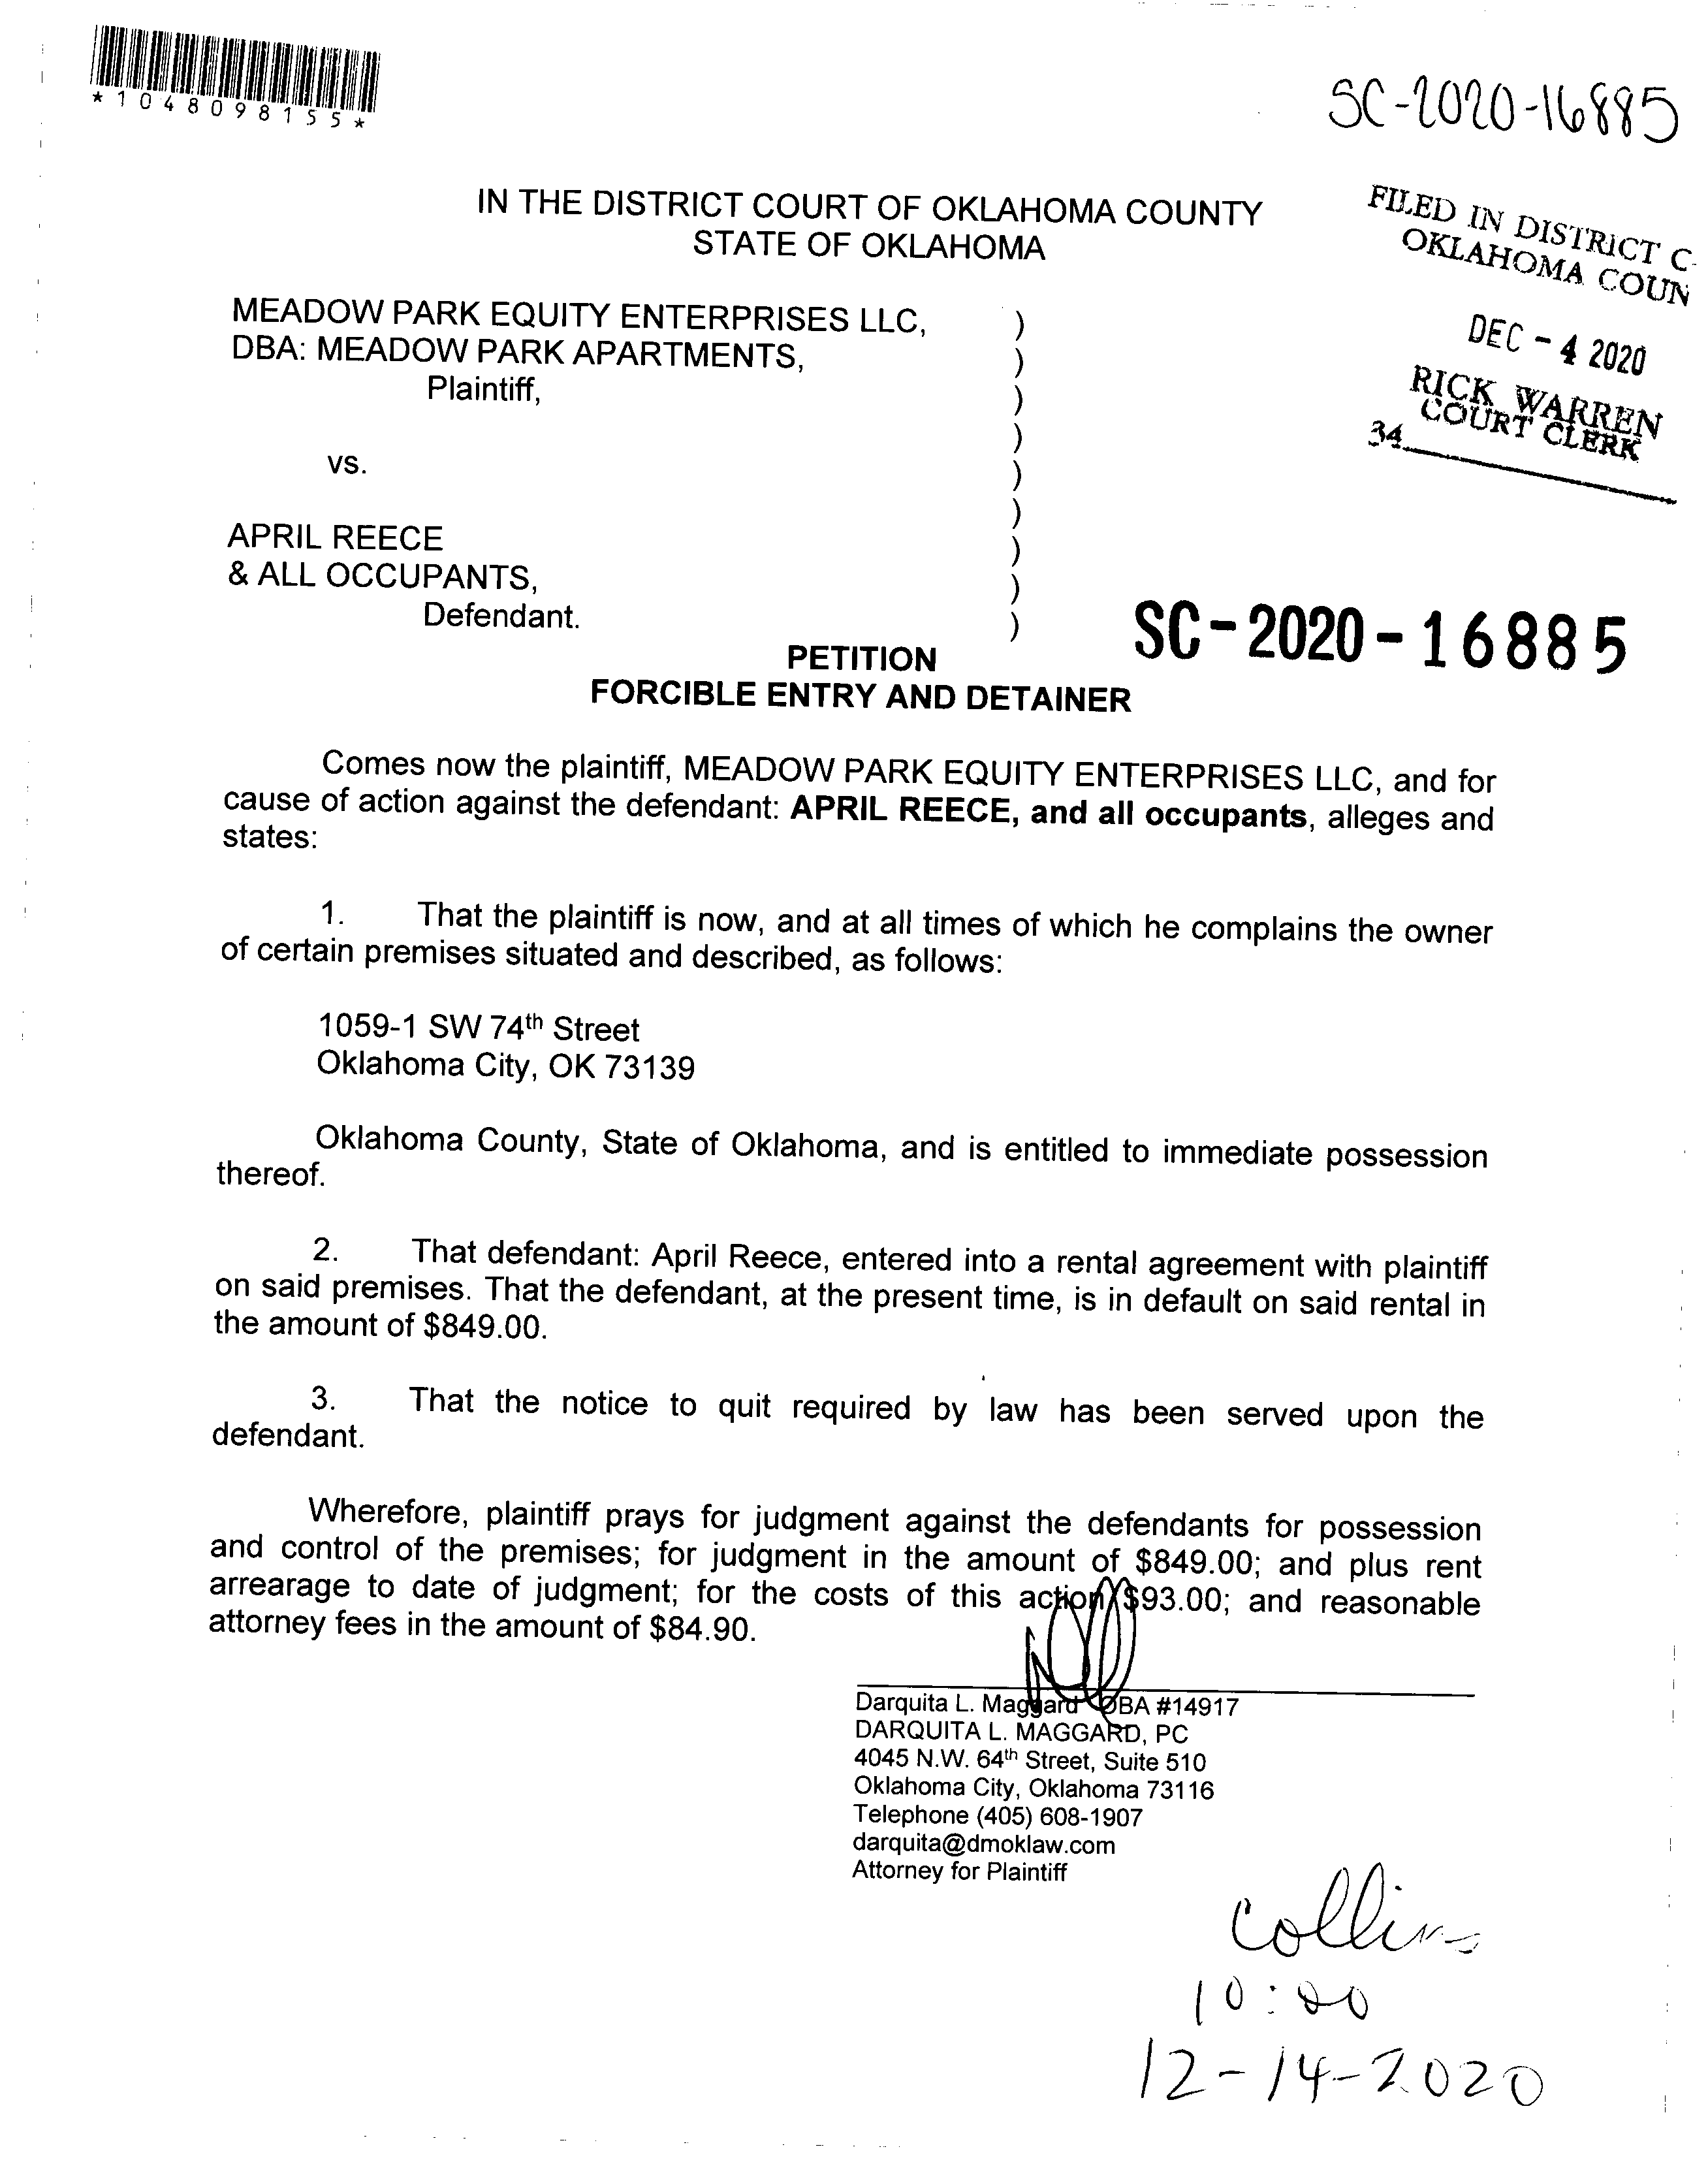 *1048098155*
SC-2020-16885
IN THE DISTRICT COURT OF OKLAHOMA COUNTY
STATE OF OKLAHOMA
FILED IN DISTRICT C
OKLAHOMA COUN
DEC - 4 2020
RICK WARREN
COURT CLERK
34
MEADOW PARK EQUITY ENTERPRISES LLC, )
DBA: MEADOW PARK APARTMENTS, )
Plaintiff, )
)
vs. )
)
APRIL REECE )
& ALL OCCUPANTS, )
Defendant. )
SC-2020-16885
PETITION
FORCIBLE ENTRY AND DETAINER
Comes now the plaintiff, MEADOW PARK EQUITY ENTERPRISES LLC, and for
cause of action against the defendant: APRIL REECE, and all occupants, alleges and
states:
1. That the plaintiff is now, and at all times of which he complains the owner
of certain premises situated and described, as follows:
1059-1 SW 74th Street
Oklahoma City, OK 73139
Oklahoma County, State of Oklahoma, and is entitled to immediate possession
thereof.
2. That defendant: April Reece, entered into a rental agreement with plaintiff
on said premises. That the defendant, at the present time, is in default on said rental in
the amount of $849.00.
3. That the notice to quit required by law has been served upon the
defendant.
Wherefore, plaintiff prays for judgment against the defendants for possession
and control of the premises; for judgment in the amount of $849.00; and plus rent
arrearage to date of judgment; for the costs of this action $93.00; and reasonable
attorney fees in the amount of $84.90.
Darquita L. Maggard OBA #14917
DARQUITA L. MAGGARD, PC
4045 N.W. 64th Street, Suite 510
Oklahoma City, Oklahoma 73116
Telephone (405) 608-1907
darquita@dmoklaw.com
Attorney for Plaintiff
Collins
10:00
12-14-2020